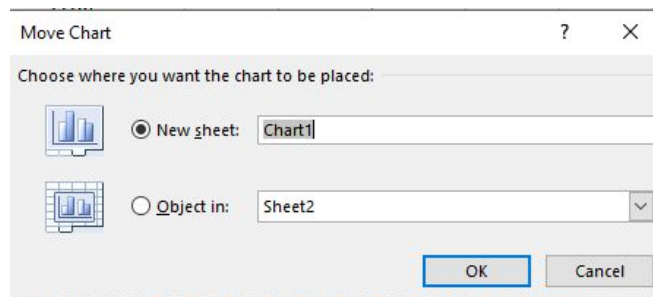 Move Chart ? X
Choose where you want the chart to be placed:
New sheet: Chart1
Object in: Sheet2
OK Cancel